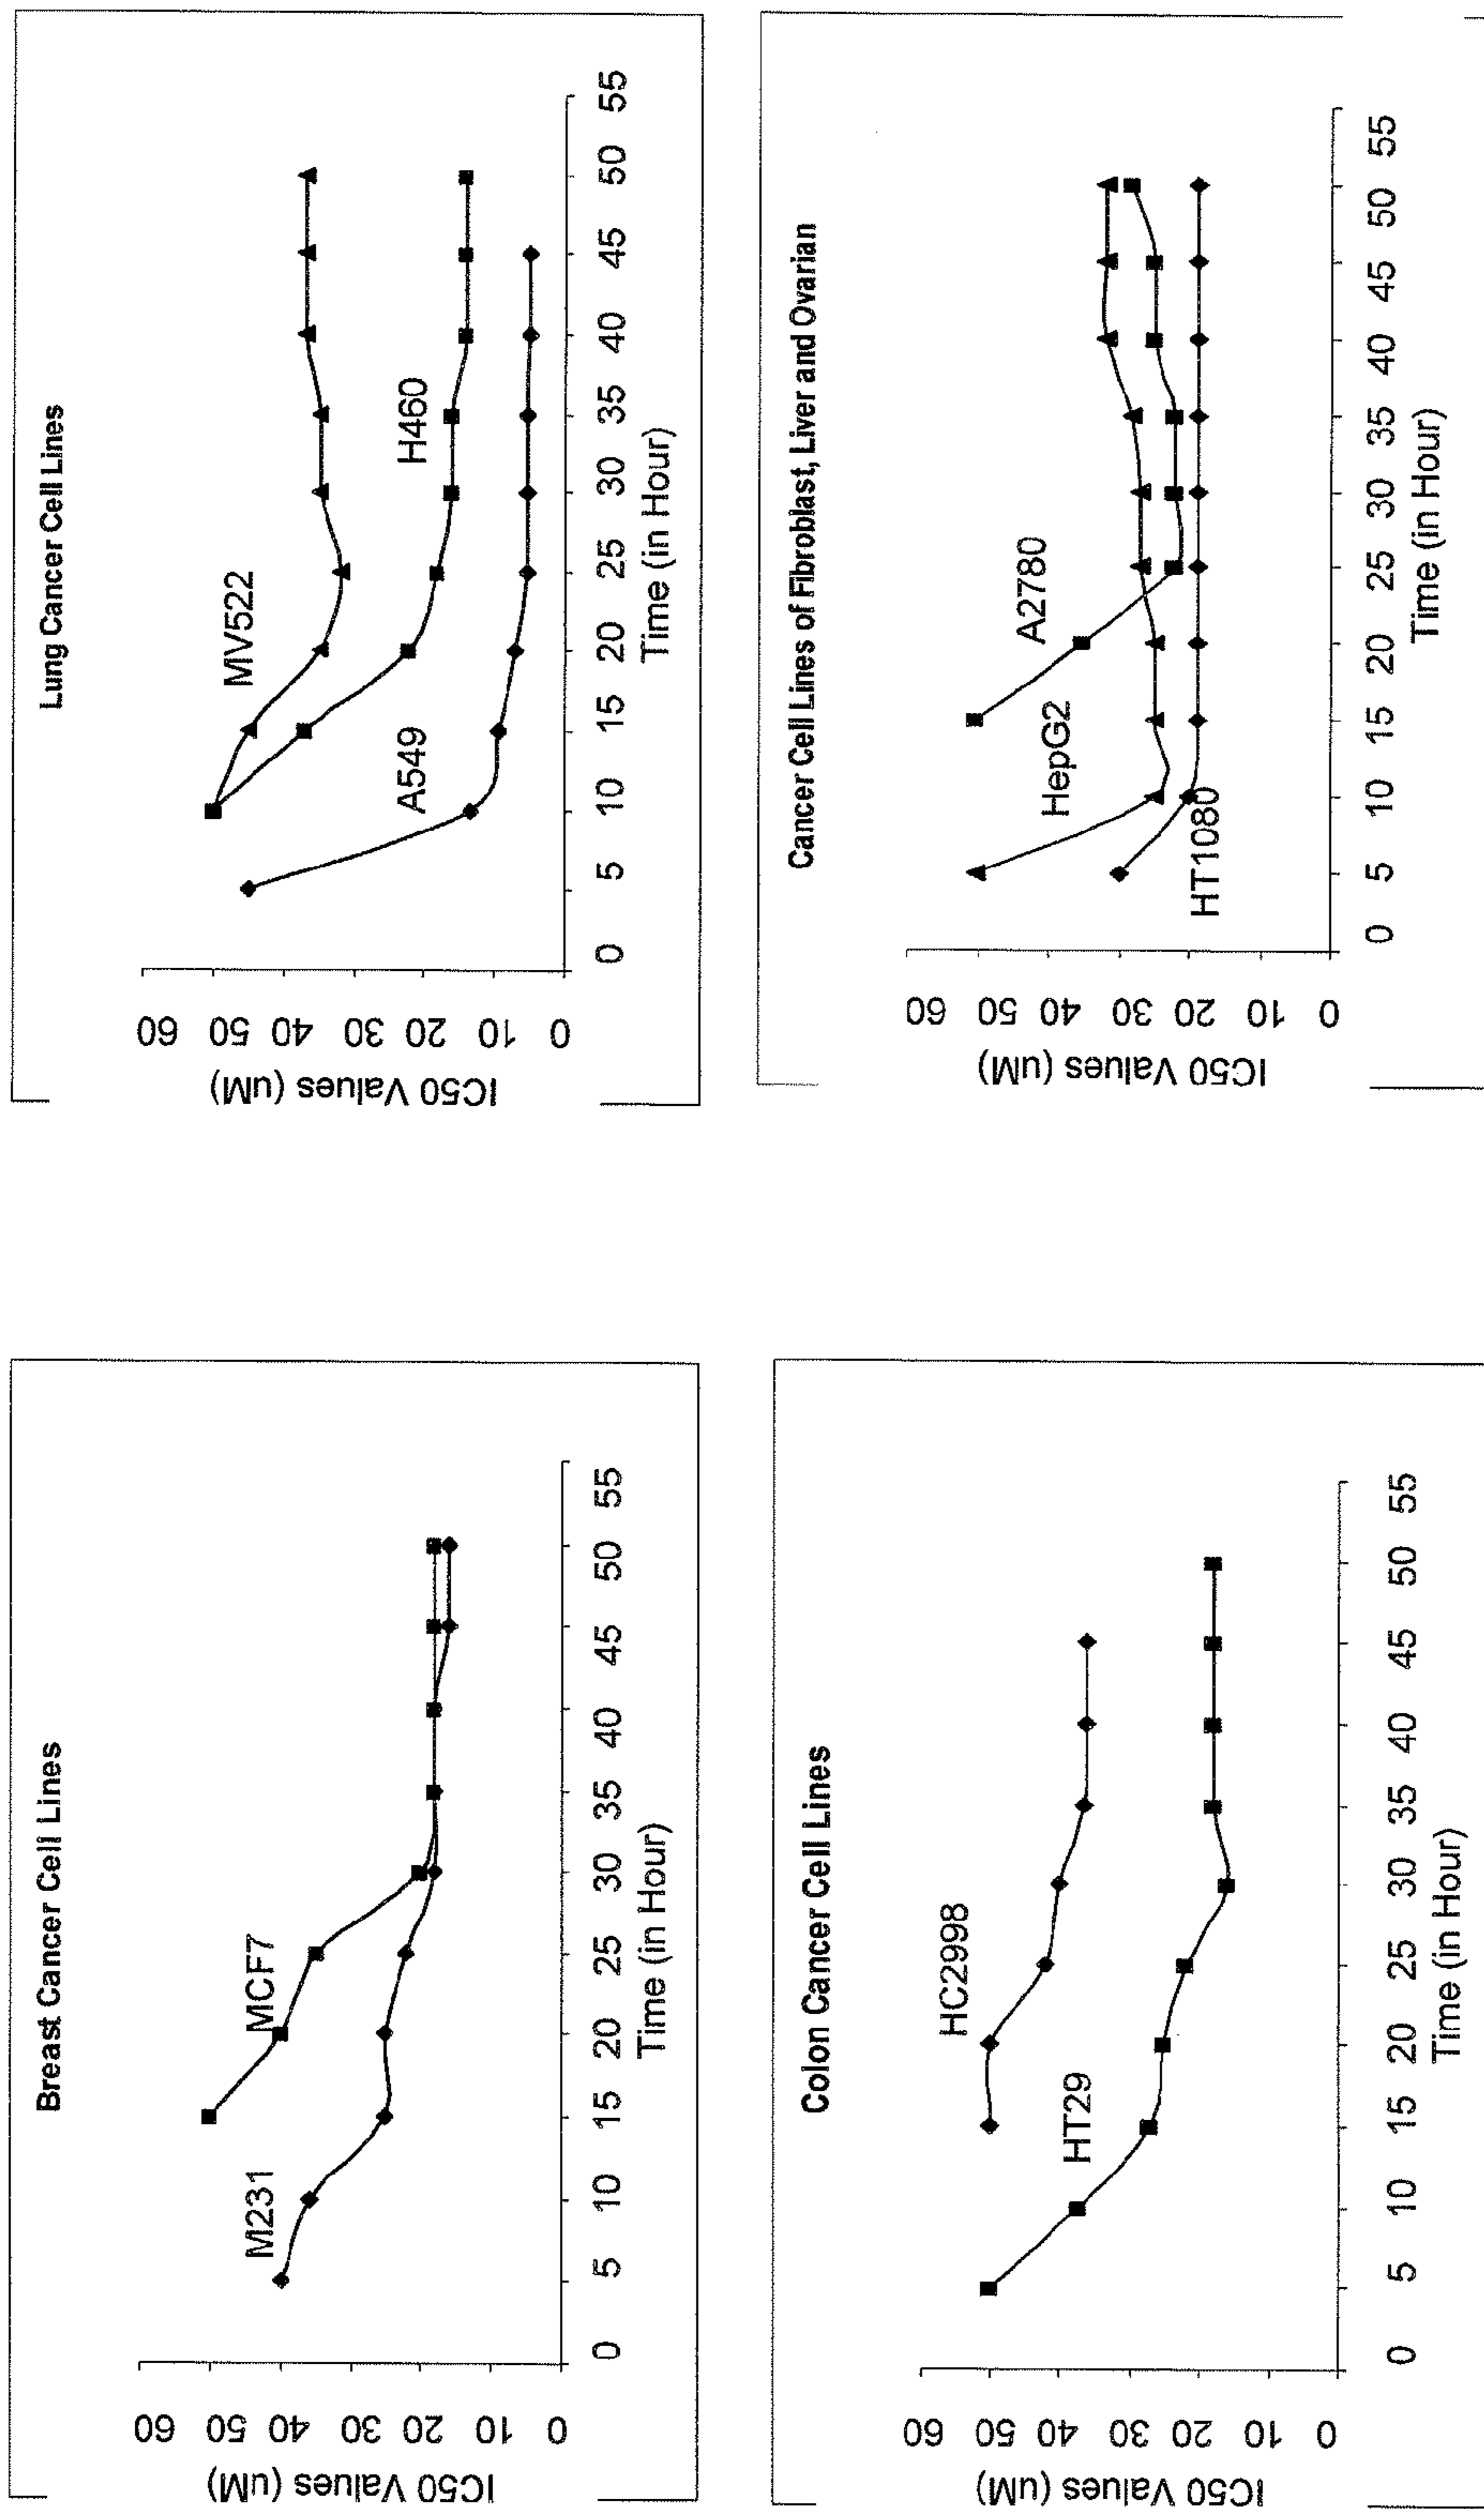 Breast Cancer Cell Lines
IC50 Values (uM)
60
50
40
30
20
10
0
M231
MCF7
0 5 10 15 20 25 30 35 40 45 50 55
Time (in Hour)
Lung Cancer Cell Lines
IC50 Values (uM)
60
50
40
30
20
10
0
MV522
H460
A549
0 5 10 15 20 25 30 35 40 45 50 55
Time (in Hour)
Colon Cancer Cell Lines
IC50 Values (uM)
60
50
40
30
20
10
0
HC2998
HT29
0 5 10 15 20 25 30 35 40 45 50 55
Time (in Hour)
Cancer Cell Lines of Fibroblast, Liver and Ovarian
IC50 Values (uM)
60
50
40
30
20
10
0
A2780
HepG2
HT1080
0 5 10 15 20 25 30 35 40 45 50 55
Time (in Hour)